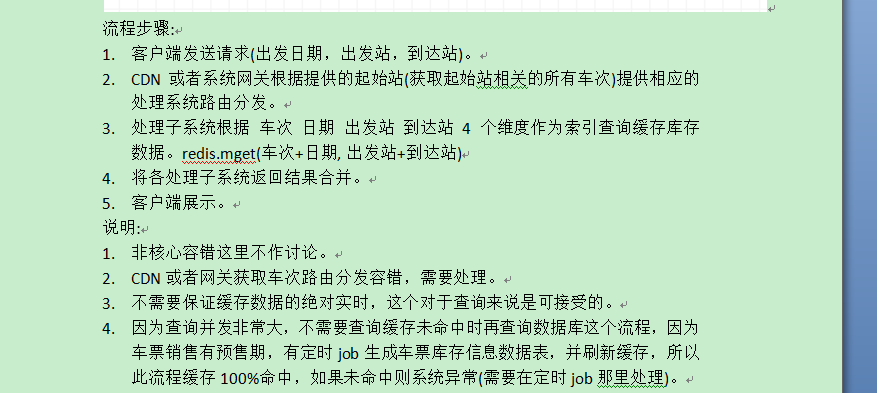 流程步骤:
1. 客户端发送请求(出发日期，出发站，到达站)。
2. CDN 或者系统网关根据提供的起始站(获取起始站相关的所有车次)提供相应的
处理系统路由分发。
3. 处理子系统根据 车次 日期 出发站 到达站 4 个维度作为索引查询缓存库存
数据。redis.mget(车次+日期, 出发站+到达站)
4. 将各处理子系统返回结果合并。
5. 客户端展示。
说明:
1. 非核心容错这里不作讨论。
2. CDN 或者网关获取车次路由分发容错，需要处理。
3. 不需要保证缓存数据的绝对实时，这个对于查询来说是可接受的。
4. 因为查询并发非常大，不需要查询缓存未命中时再查询数据库这个流程，因为
车票销售有预售期，有定时 job 生成车票库存信息数据表，并刷新缓存，所以
此流程缓存 100%命中，如果未命中则系统异常(需要在定时 job 那里处理)。